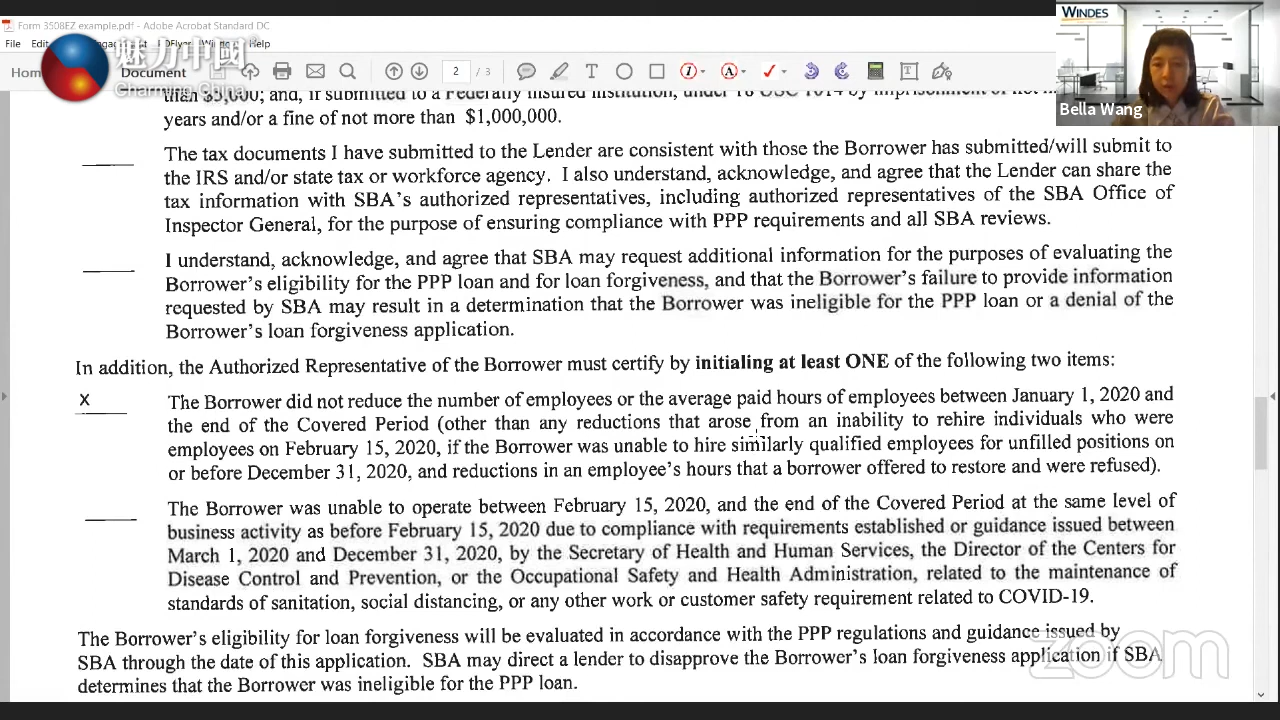 Form 3508EZ example.pdf - Adobe Acrobat Standard DC
File
Help
Document
2 / 3
魅力中國
Charming China
WINDES
Bella Wang
years and/or a fine of not more than $1,000,000.
The tax documents I have submitted to the Lender are consistent with those the Borrower has submitted/will submit to
the IRS and/or state tax or workforce agency. I also understand, acknowledge, and agree that the Lender can share the
tax information with SBA's authorized representatives, including authorized representatives of the SBA Office of
Inspector General, for the purpose of ensuring compliance with PPP requirements and all SBA reviews.
I understand, acknowledge, and agree that SBA may request additional information for the purposes of evaluating the
Borrower's eligibility for the PPP loan and for loan forgiveness, and that the Borrower's failure to provide information
requested by SBA may result in a determination that the Borrower was ineligible for the PPP loan or a denial of the
Borrower's loan forgiveness application.
In addition, the Authorized Representative of the Borrower must certify by initialing at least ONE of the following two items:
x
The Borrower did not reduce the number of employees or the average paid hours of employees between January 1, 2020 and
the end of the Covered Period (other than any reductions that arose from an inability to rehire individuals who were
employees on February 15, 2020, if the Borrower was unable to hire similarly qualified employees for unfilled positions on
or before December 31, 2020, and reductions in an employee's hours that a borrower offered to restore and were refused).
The Borrower was unable to operate between February 15, 2020, and the end of the Covered Period at the same level of
business activity as before February 15, 2020 due to compliance with requirements established or guidance issued between
March 1, 2020 and December 31, 2020, by the Secretary of Health and Human Services, the Director of the Centers for
Disease Control and Prevention, or the Occupational Safety and Health Administration, related to the maintenance of
standards of sanitation, social distancing, or any other work or customer safety requirement related to COVID-19.
The Borrower's eligibility for loan forgiveness will be evaluated in accordance with the PPP regulations and guidance issued by
SBA through the date of this application. SBA may direct a lender to disapprove the Borrower's loan forgiveness application if SBA
determines that the Borrower was ineligible for the PPP loan.
zoom